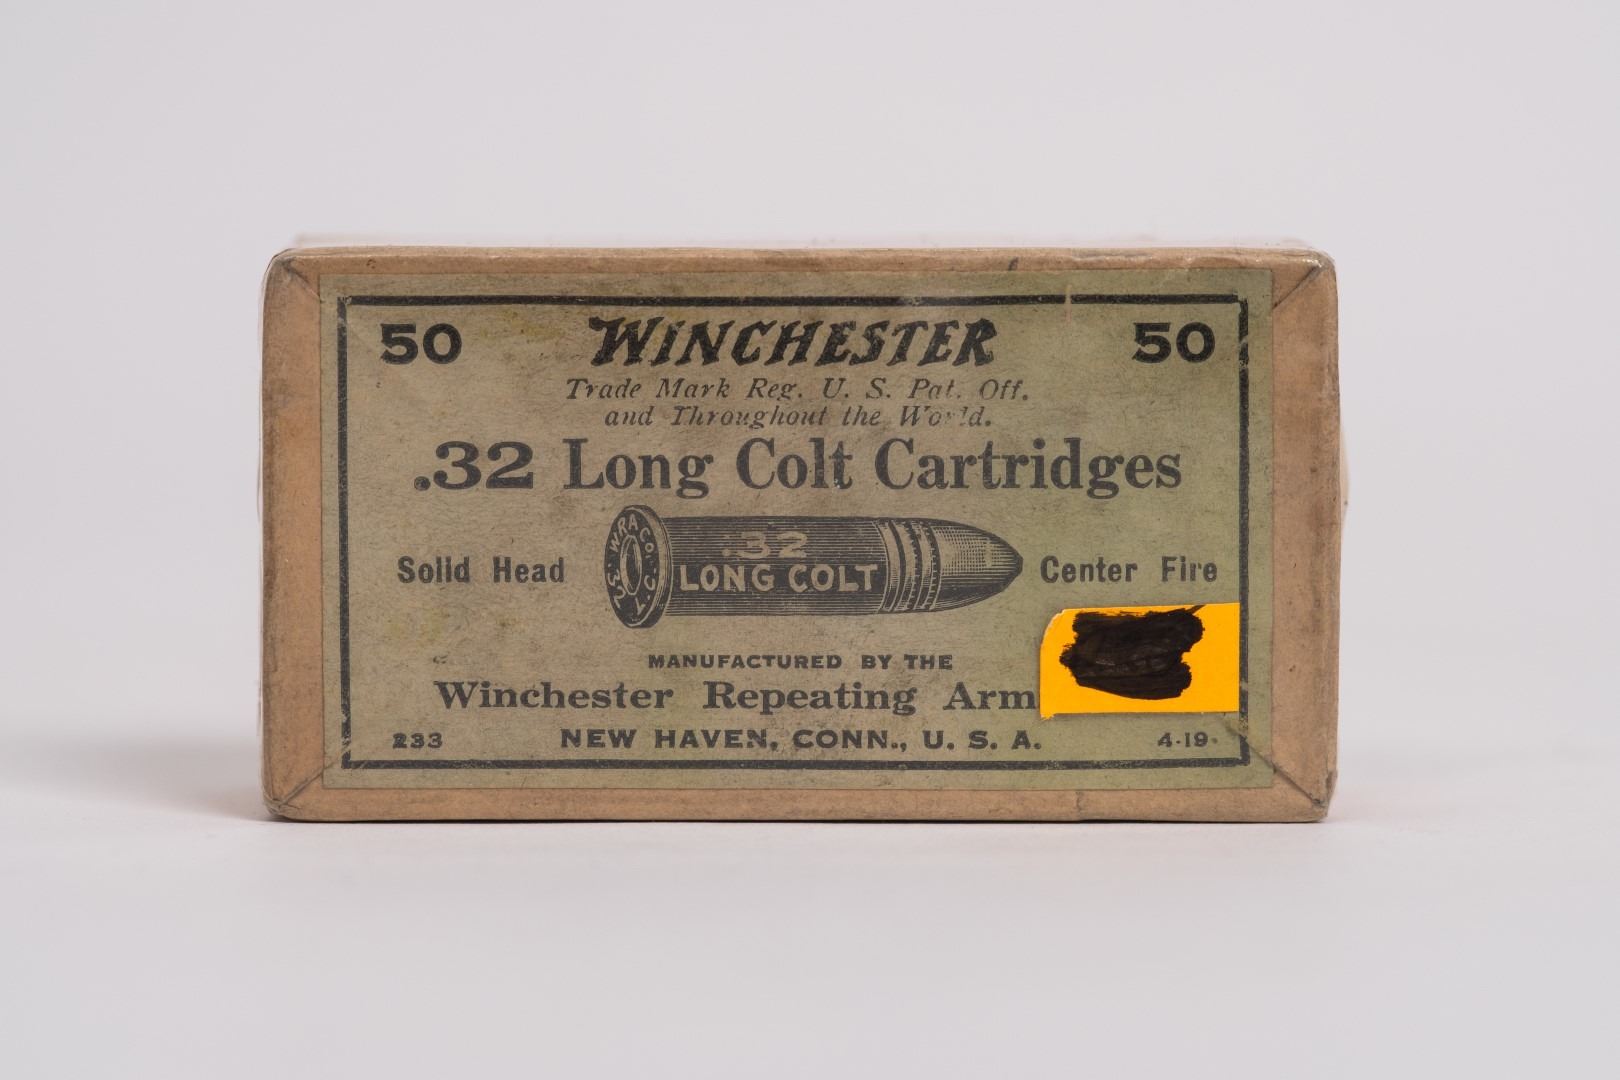 50 WINCHESTER 50
Trade Mark Reg. U. S. Pat. Off.
and Throughout the World.
.32 Long Colt Cartridges
W.R.A.Co.
.32
LONG COLT
32 L.C.
Solid Head Center Fire
MANUFACTURED BY THE
Winchester Repeating Arm
233 NEW HAVEN, CONN., U. S. A. 4-19